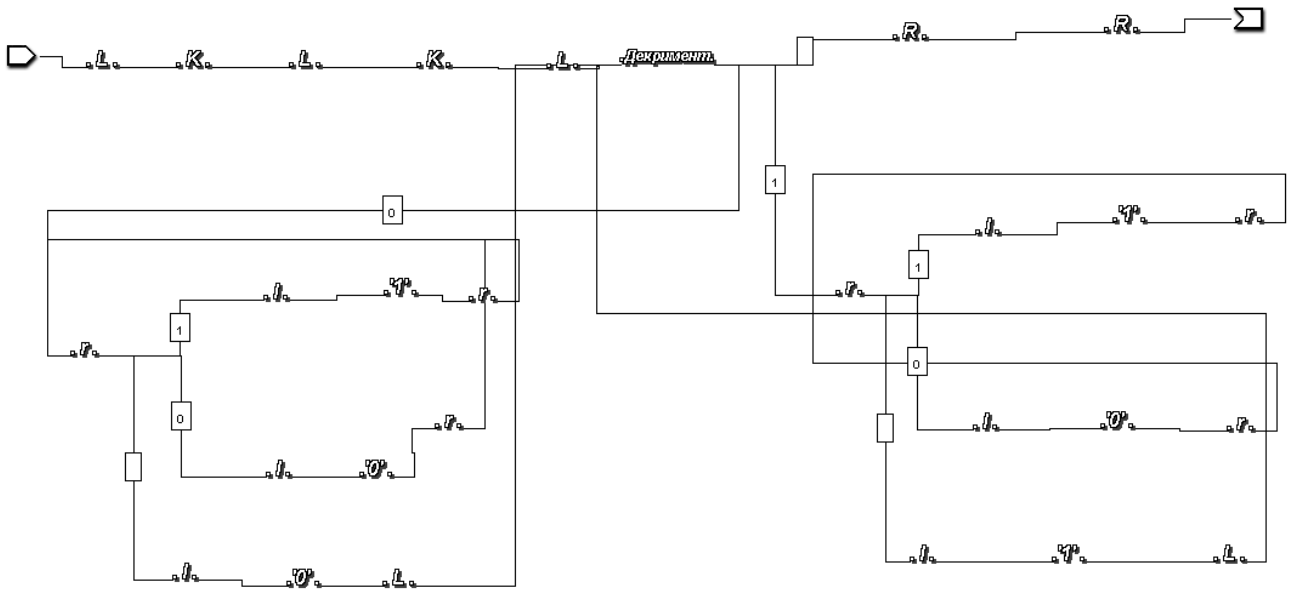 .R. .R.
.L. .K. .L. .K. .L. .Декримент.
1
0
.l. .'1'. .r.
1
.l. .'1'. .r.
.r.
1
.r.
0
0
.l. .'0'. .r.
.r.
.l. .'0'.
.l. .'1'. .L.
.l. .'0'. .L.